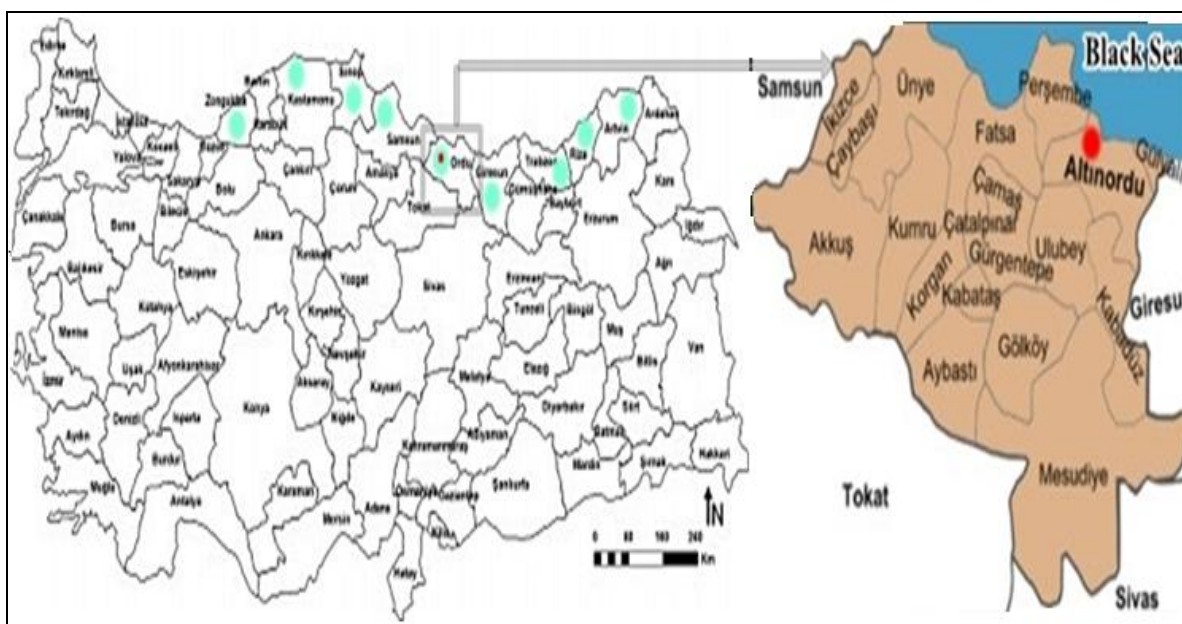 Edirne
Kırklareli
Tekirdağ
İstanbul
Yalova
Kocaeli
Sakarya
Bilecik
Zonguldak
Bartın
Kastamonu
Karabük
Sinop
Samsun
Bolu
Çankırı
Çorum
Amasya
Tokat
Ordu
Giresun
Trabzon
Gümüşhane
Bayburt
Rize
Artvin
Ardahan
Kars
Iğdır
Erzurum
Ağrı
Çanakkale
Bursa
Balıkesir
Eskişehir
Ankara
Kırıkkale
Yozgat
Sivas
Erzincan
Tunceli
Bingöl
Muş
Bitlis
Van
Kütahya
Manisa
Uşak
Afyonkarahisar
Kırşehir
Nevşehir
Aksaray
Kayseri
Malatya
Elazığ
Diyarbakır
Siirt
Batman
İzmir
Aydın
Denizli
Isparta
Burdur
Konya
Niğde
Kahramanmaraş
Adıyaman
Şanlıurfa
Mardin
Şırnak
Hakkari
Muğla
Antalya
Karaman
Mersin
Adana
Osmaniye
Gaziantep
Kilis
Hatay
N
0 80 160 240
Km
Black Sea
Samsun
İkizce
Çaybaşı
Ünye
Perşembe
Fatsa
Altınordu
Gülyalı
Akkuş
Kumru
Çamaş
Çatalpınar
Ulubey
Gürgentepe
Korgan
Kabataş
Kabadüz
Giresu
Aybastı
Gölköy
Mesudiye
Tokat
Sivas